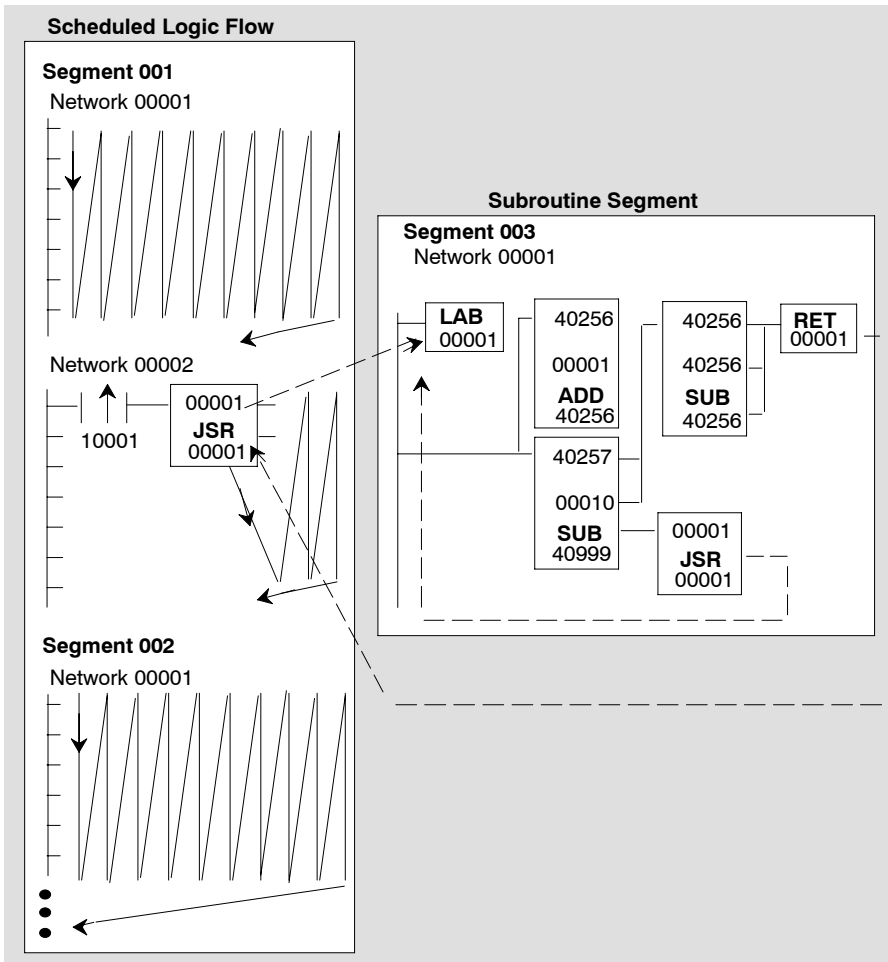 Scheduled Logic Flow
Segment 001
Network 00001
Network 00002
10001
00001
JSR
00001
Segment 002
Network 00001
Subroutine Segment
Segment 003
Network 00001
LAB
00001
40256
00001
ADD
40256
40257
00010
SUB
40999
40256
40256
SUB
40256
RET
00001
00001
JSR
00001